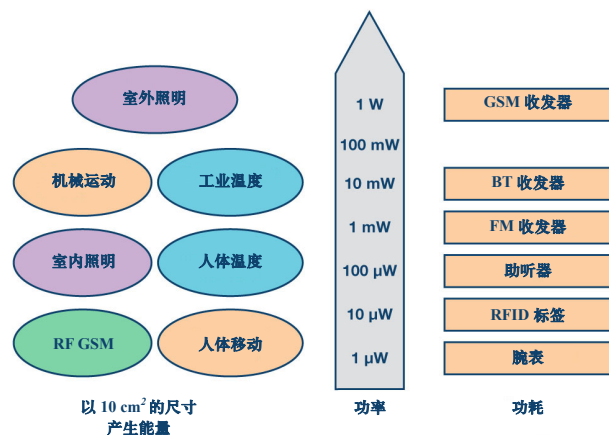 室外照明
1 W
GSM 收发器
100 mW
机械运动
工业温度
10 mW
BT 收发器
1 mW
FM 收发器
室内照明
人体温度
100 µW
助听器
RF GSM
人体移动
10 µW
RFID 标签
1 µW
腕表
以 10 cm² 的尺寸
产生能量
功率
功耗